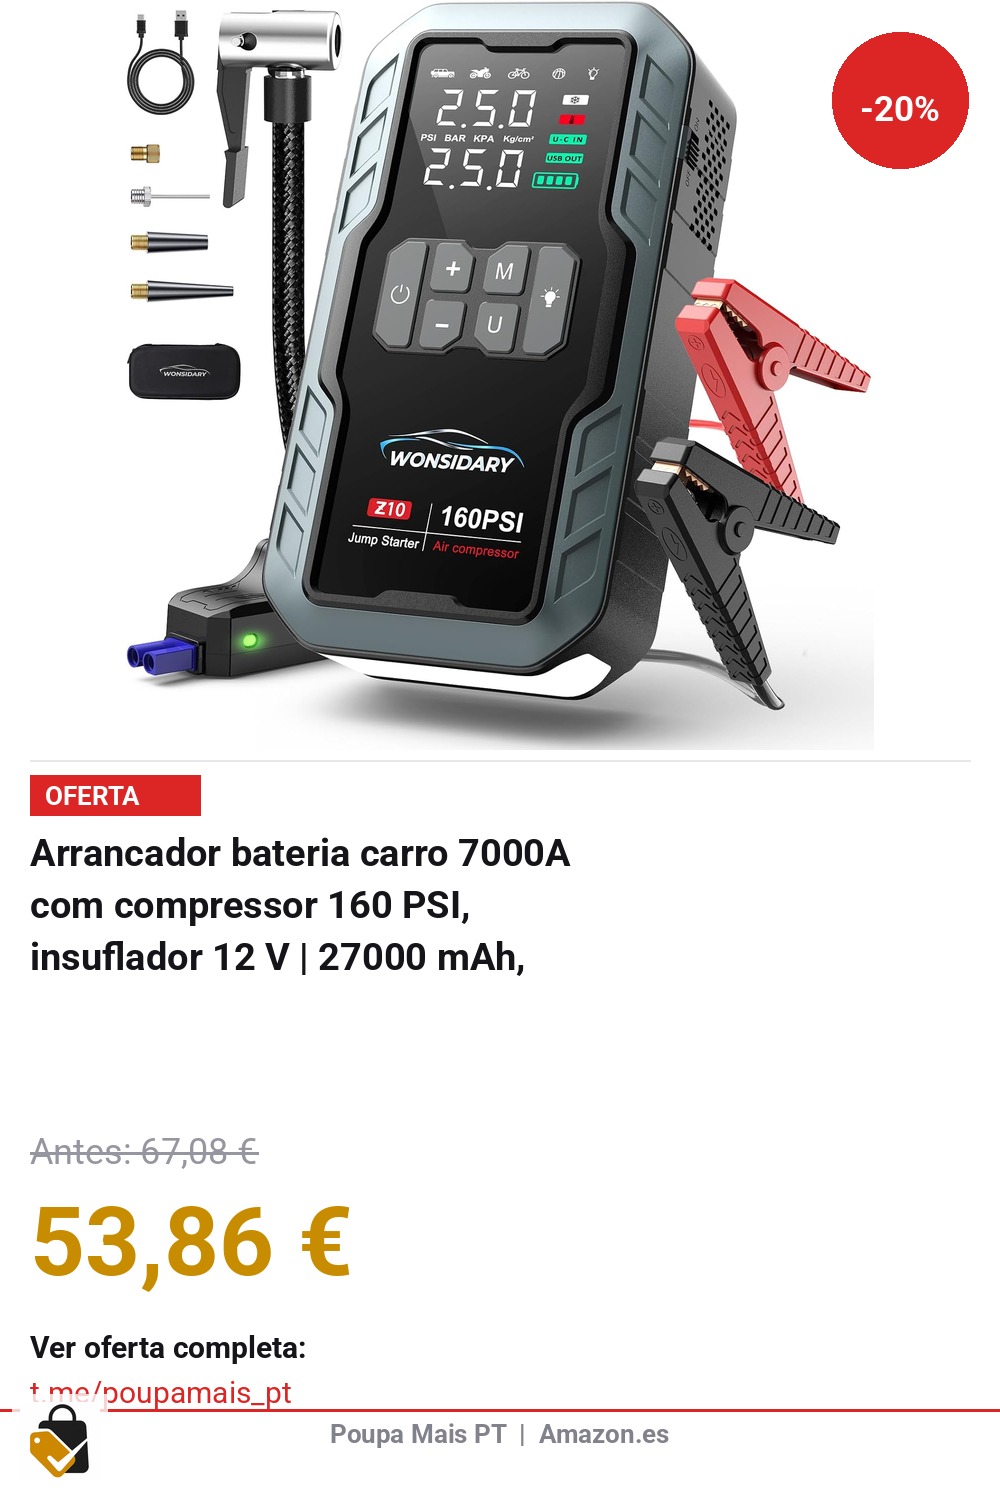 -20%
2.5.0
PSI BAR KPA Kg/cm²
U-C IN
USB OUT
2.5.0
+ M
- U
WONSIDARY
WONSIDARY
Z10 160PSI
Jump Starter Air compressor
OFERTA
Arrancador bateria carro 7000A
com compressor 160 PSI,
insuflador 12 V | 27000 mAh,
Antes: 67,08 €
53,86 €
Ver oferta completa:
t.me/poupamais_pt
Poupa Mais PT | Amazon.es